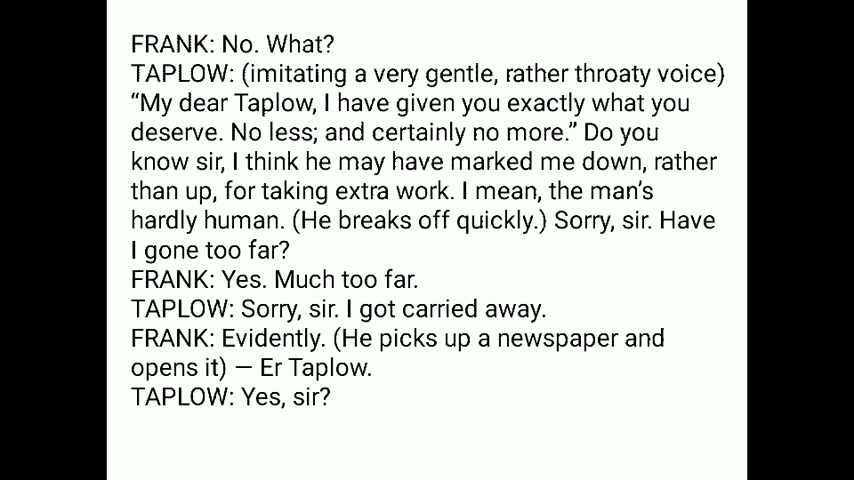 FRANK: No. What?
TAPLOW: (imitating a very gentle, rather throaty voice)
“My dear Taplow, I have given you exactly what you
deserve. No less; and certainly no more.” Do you
know sir, I think he may have marked me down, rather
than up, for taking extra work. I mean, the man’s
hardly human. (He breaks off quickly.) Sorry, sir. Have
I gone too far?
FRANK: Yes. Much too far.
TAPLOW: Sorry, sir. I got carried away.
FRANK: Evidently. (He picks up a newspaper and
opens it) — Er Taplow.
TAPLOW: Yes, sir?